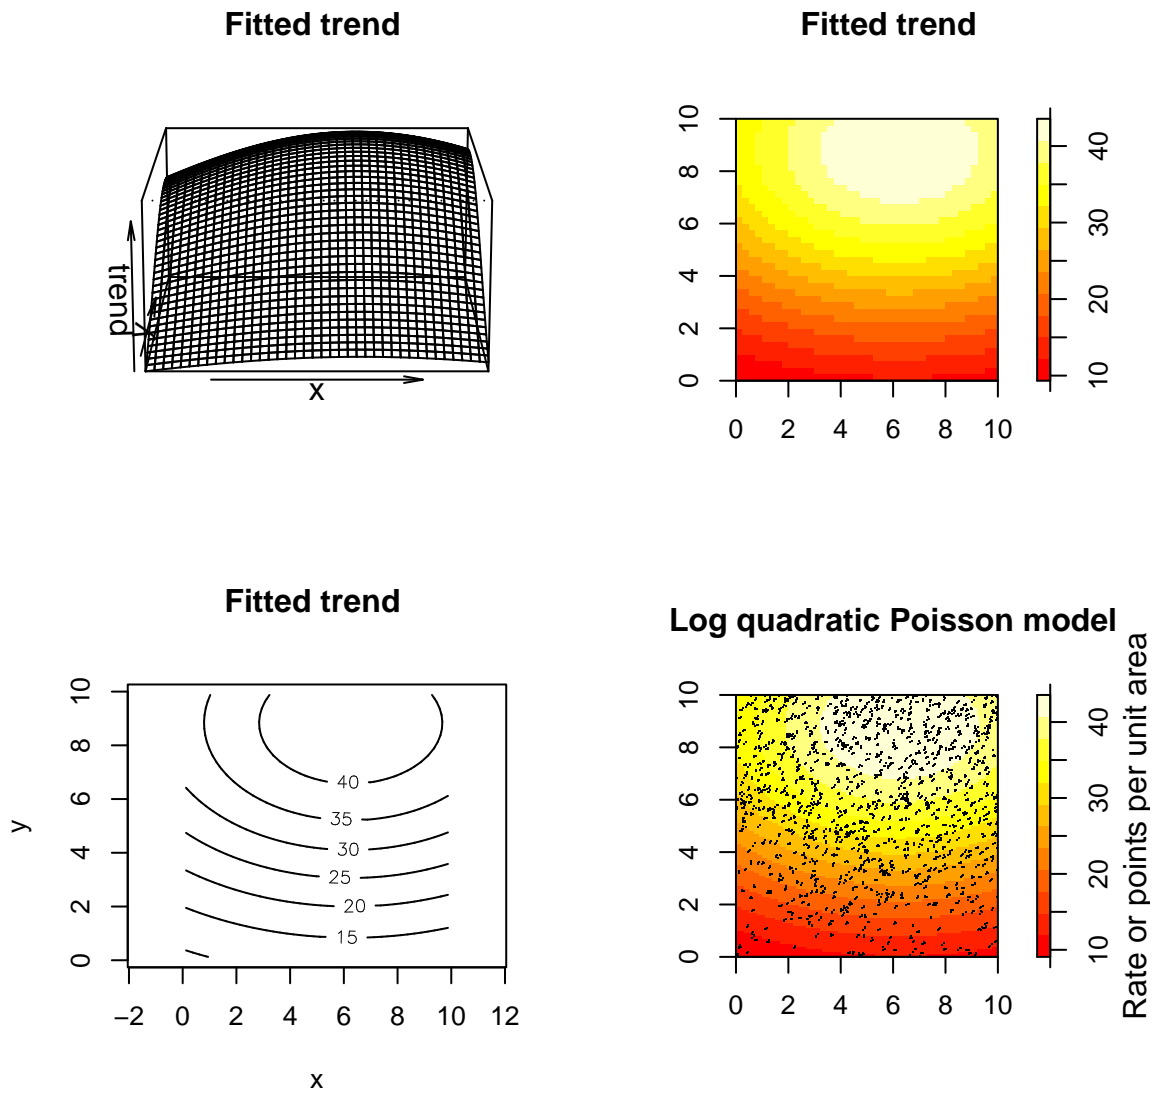 Fitted trend
trend
y
x
Fitted trend
10
8
6
4
2
0
0 2 4 6 8 10
40
30
20
10
Fitted trend
10
8
6
4
2
0
y
40
35
30
25
20
15
−2 0 2 4 6 8 10 12
x
Log quadratic Poisson model
10
8
6
4
2
0
0 2 4 6 8 10
40
30
20
10
Rate or points per unit area